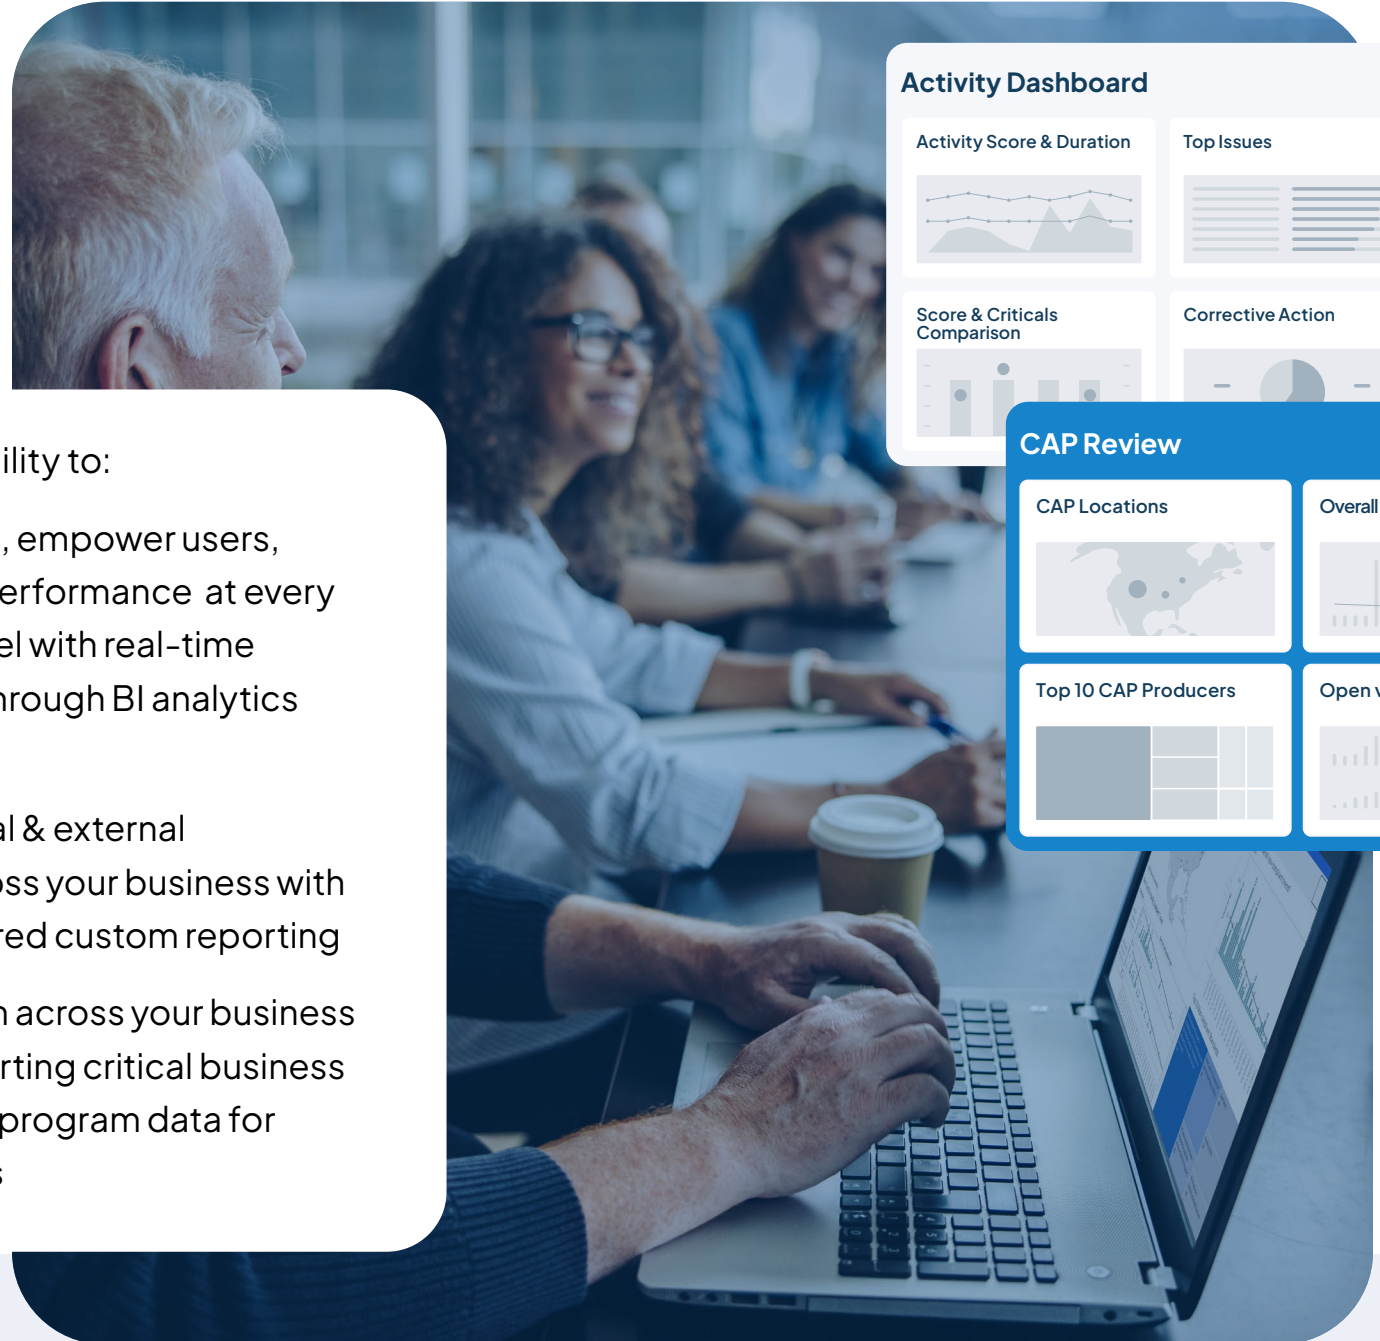 ility to:
, empower users,
erformance at every
el with real-time
hrough BI analytics
al & external
oss your business with
red custom reporting
n across your business
rting critical business
program data for
s
Activity Dashboard
Activity Score & Duration
Top Issues
Score & Criticals
Comparison
Corrective Action
CAP Review
CAP Locations
Overall
Top 10 CAP Producers
Open v